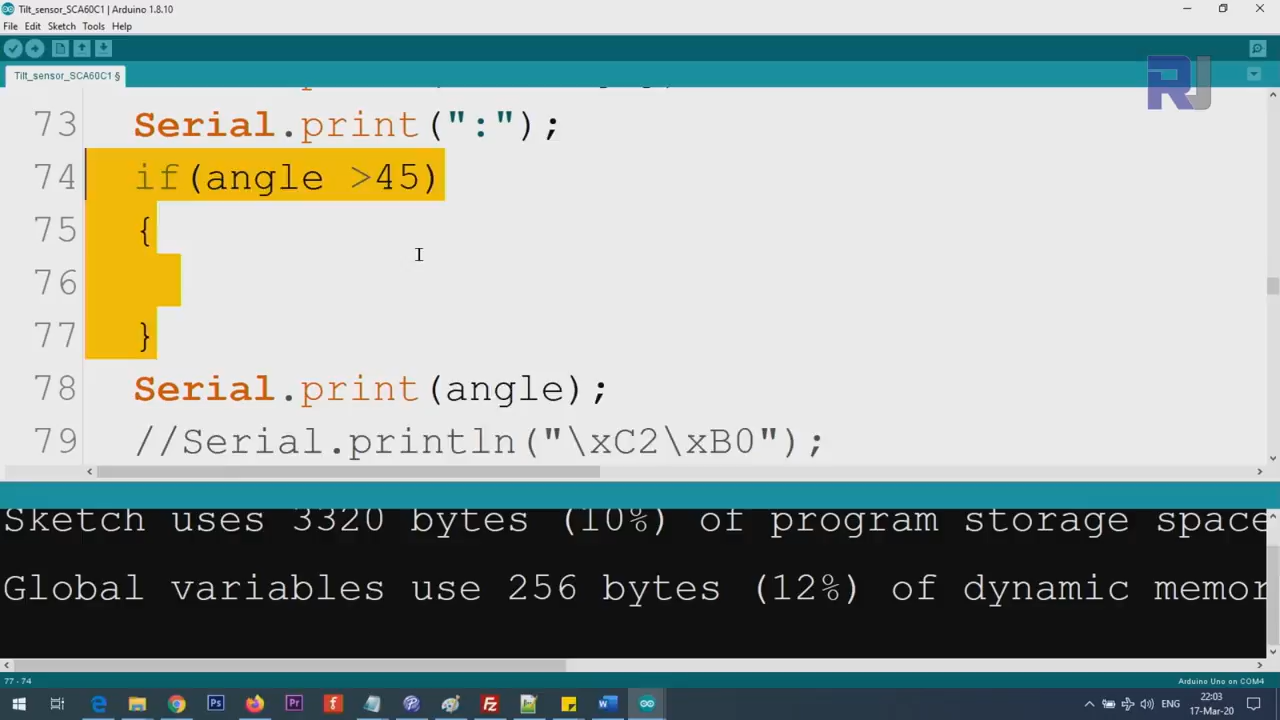 Tilt_sensor_SCA60C1 | Arduino 1.8.10
File Edit Sketch Tools Help
Tilt_sensor_SCA60C1 §
RJ
73 Serial.print(":");
74 if(angle >45)
75 {
76
77 }
78 Serial.print(angle);
79 //Serial.println("\xC2\xB0");
Sketch uses 3320 bytes (10%) of program storage space
Global variables use 256 bytes (12%) of dynamic memor
77 - 74
Arduino Uno on COM4
ENG
22:03
17-Mar-20